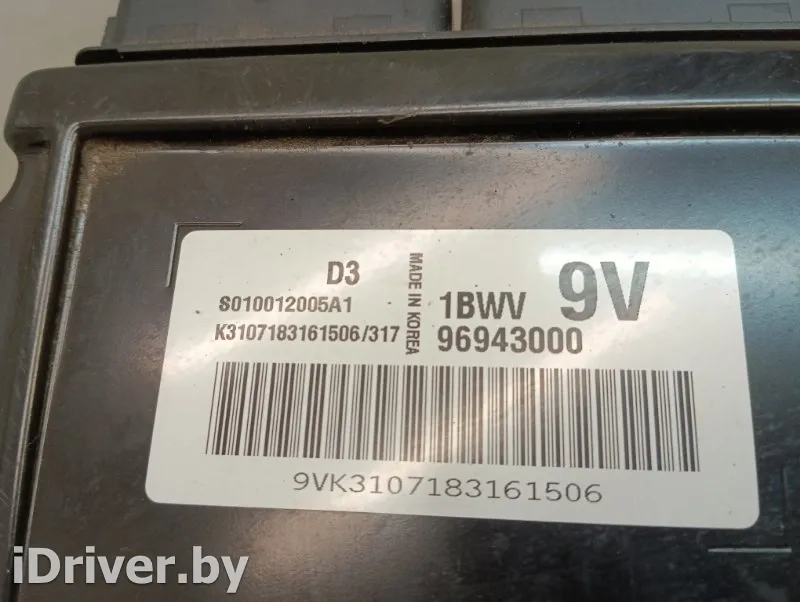 D3
S010012005A1
K3107183161506/317
MADE IN KOREA
1BWV 9V
96943000
9VK3107183161506
iDriver.by